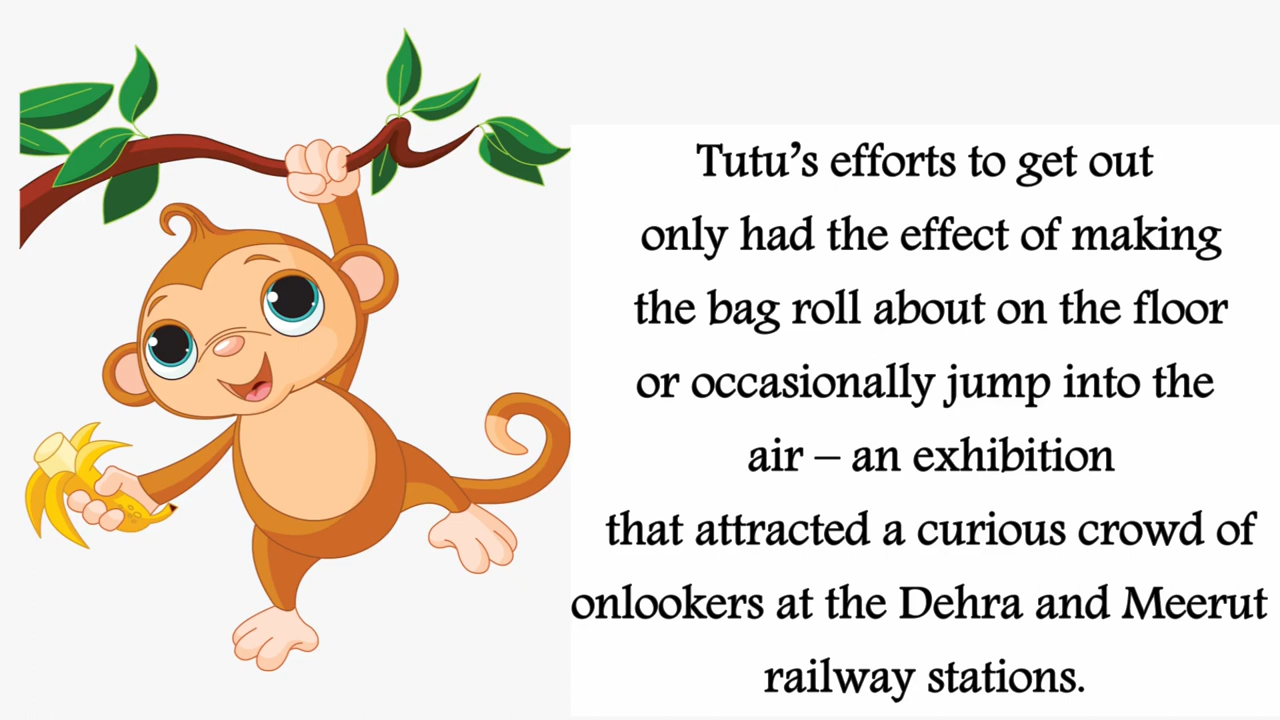 Tutu’s efforts to get out
only had the effect of making
the bag roll about on the floor
or occasionally jump into the
air – an exhibition
that attracted a curious crowd of
onlookers at the Dehra and Meerut
railway stations.